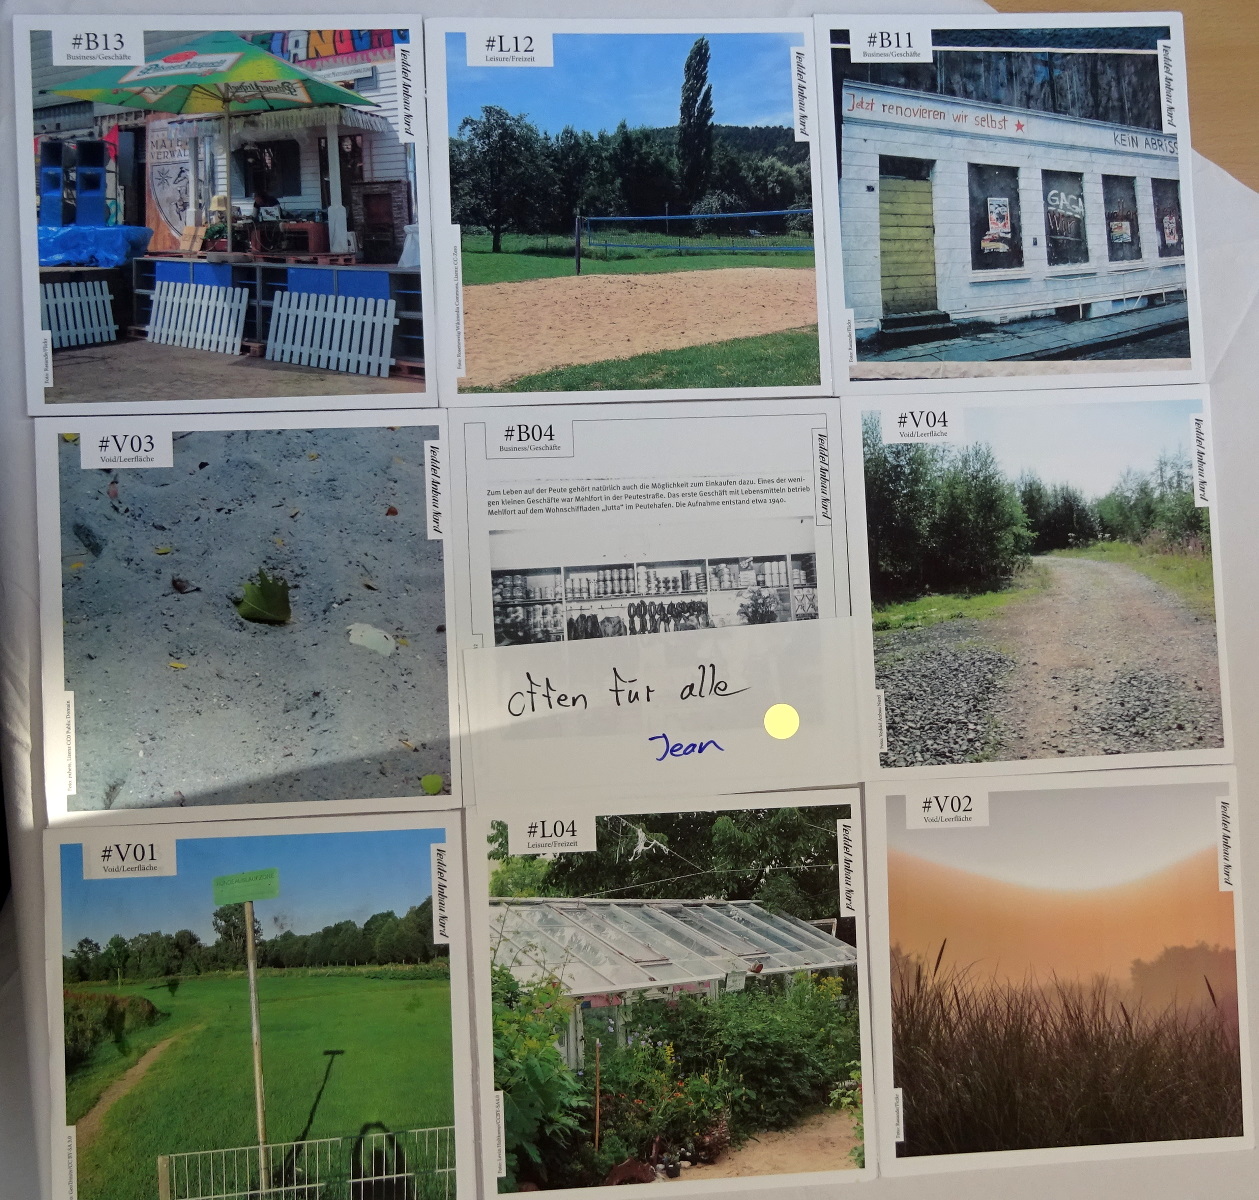 #B13
Business/Geschäfte
Veddel Anbau Nord
#L12
Leisure/Freizeit
Veddel Anbau Nord
#B11
Business/Geschäfte
Veddel Anbau Nord
Jetzt renovieren wir selbst
KEIN ABRISS
GAGA
#V03
Void/Leerfläche
Veddel Anbau Nord
#B04
Business/Geschäfte
Veddel Anbau Nord
Zum Leben auf der Peute gehört natürlich auch die Möglichkeit zum Einkaufen dazu. Eines der weni-
gen kleinen Geschäfte war Mehlfort in der Peutestraße. Das erste Geschäft mit Lebensmitteln betrieb
Mehlfort auf dem Wohnschiffladen „Jutta“ im Peutehafen. Die Aufnahme entstand etwa 1940.
offen für alle
Jean
#V04
Void/Leerfläche
Veddel Anbau Nord
#V01
Void/Leerfläche
Veddel Anbau Nord
#L04
Leisure/Freizeit
Veddel Anbau Nord
#V02
Void/Leerfläche
Veddel Anbau Nord